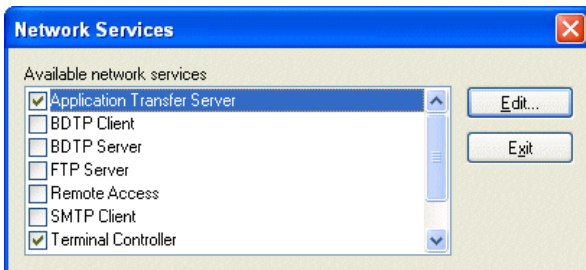 Network Services
Available network services
Application Transfer Server
BDTP Client
BDTP Server
FTP Server
Remote Access
SMTP Client
Terminal Controller
Edit...
Exit